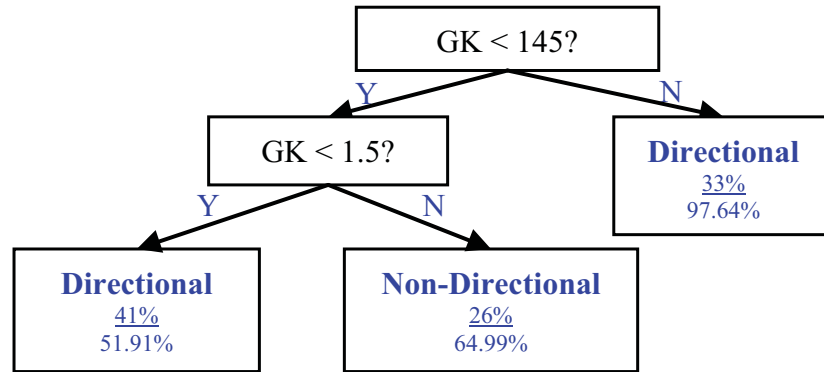 GK < 145?
Y
N
GK < 1.5?
Directional
33%
97.64%
Y
N
Directional
41%
51.91%
Non-Directional
26%
64.99%